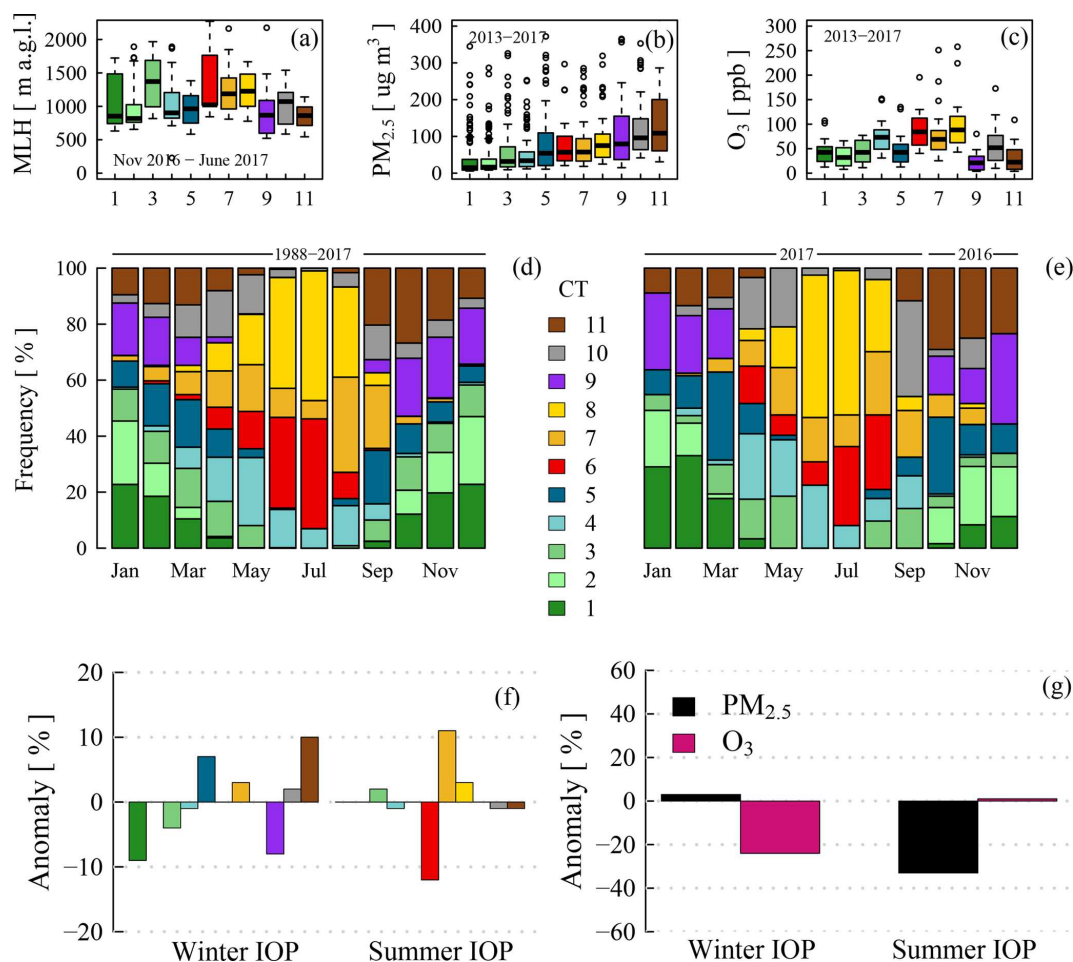 MLH [ m a.g.l. ]
2000
1500
1000
500
0
(a)
Nov 2016 − June 2017
1 3 5 7 9 11
PM2.5 [ ug m3 ]
400
300
200
100
0
2013−2017
(b)
1 3 5 7 9 11
O3 [ ppb ]
300
250
200
150
100
50
0
2013−2017
(c)
1 3 5 7 9 11
Frequency [ % ]
100
80
60
40
20
0
1988−2017
(d)
Jan Mar May Jul Sep Nov
CT
11
10
9
8
7
6
5
4
3
2
1
2017
2016
(e)
Jan Mar May Jul Sep Nov
Anomaly [ % ]
20
10
0
−10
−20
(f)
Winter IOP Summer IOP
Anomaly [ % ]
60
40
20
0
−20
−40
−60
(g)
PM2.5
O3
Winter IOP Summer IOP